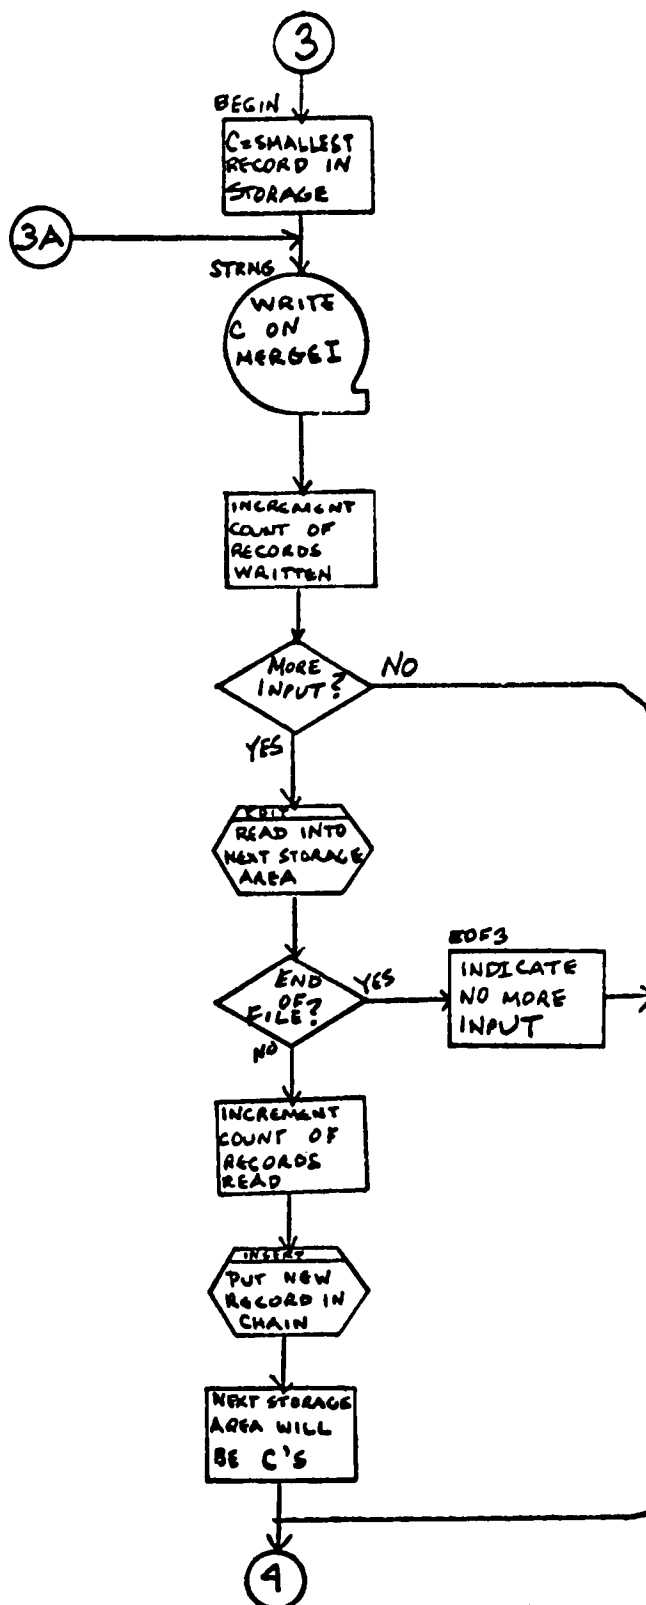 3
BEGIN
C=SMALLEST
RECORD IN
STORAGE
3A
STRNG
WRITE
C ON
MERGE I
INCREMENT
COUNT OF
RECORDS
WRITTEN
MORE
INPUT?
NO
YES
EDIT
READ INTO
NEXT STORAGE
AREA
END
OF
FILE?
YES
NO
EOF3
INDICATE
NO MORE
INPUT
INCREMENT
COUNT OF
RECORDS
READ
INSERT
PUT NEW
RECORD IN
CHAIN
NEXT STORAGE
AREA WILL
BE C'S
4